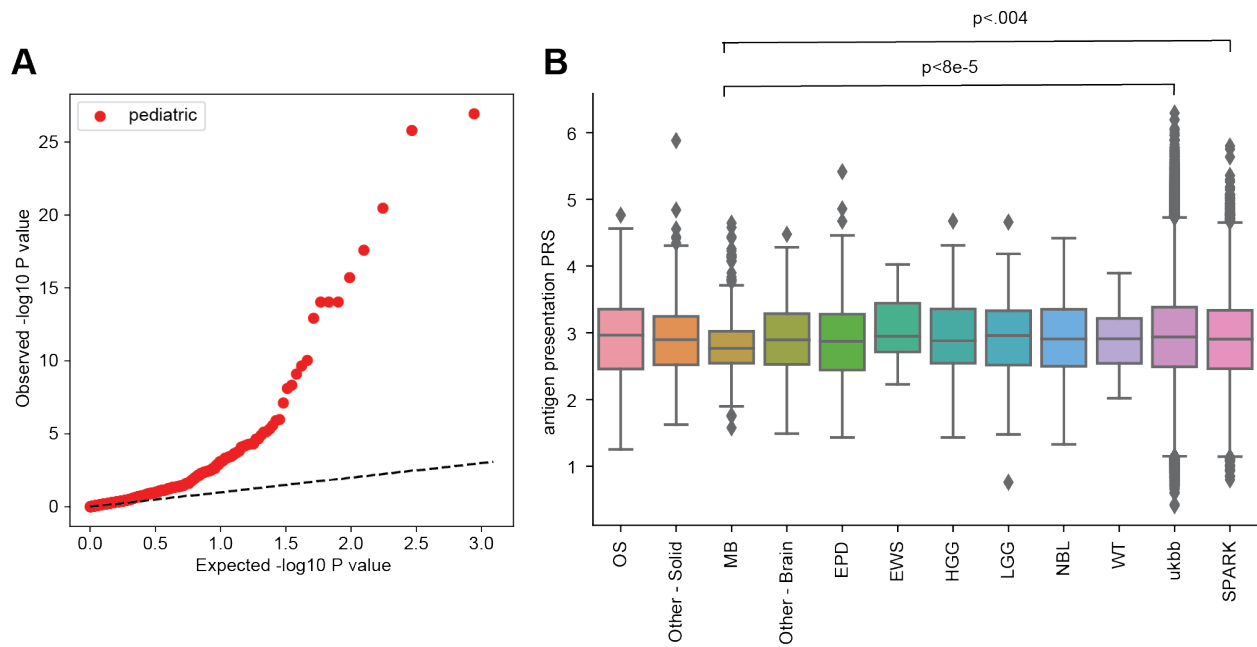 p<.004
A
B
p<8e-5
pediatric
Observed -log10 P value
25
20
15
10
5
0
0.0 0.5 1.0 1.5 2.0 2.5 3.0
Expected -log10 P value
antigen presentation PRS
6
5
4
3
2
1
OS
Other - Solid
MB
Other - Brain
EPD
EWS
HGG
LGG
NBL
WT
ukbb
SPARK